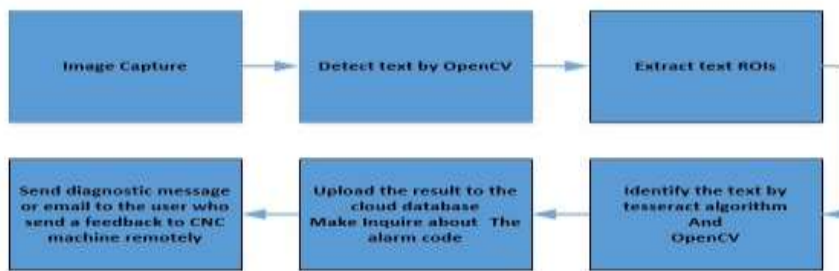 Image Capture
Detect text by OpenCV
Extract text ROIs
Identify the text by
tesseract algorithm
And
OpenCV
Upload the result to the
cloud database
Make Inquire about The
alarm code
Send diagnostic message
or email to the user who
send a feedback to CNC
machine remotely